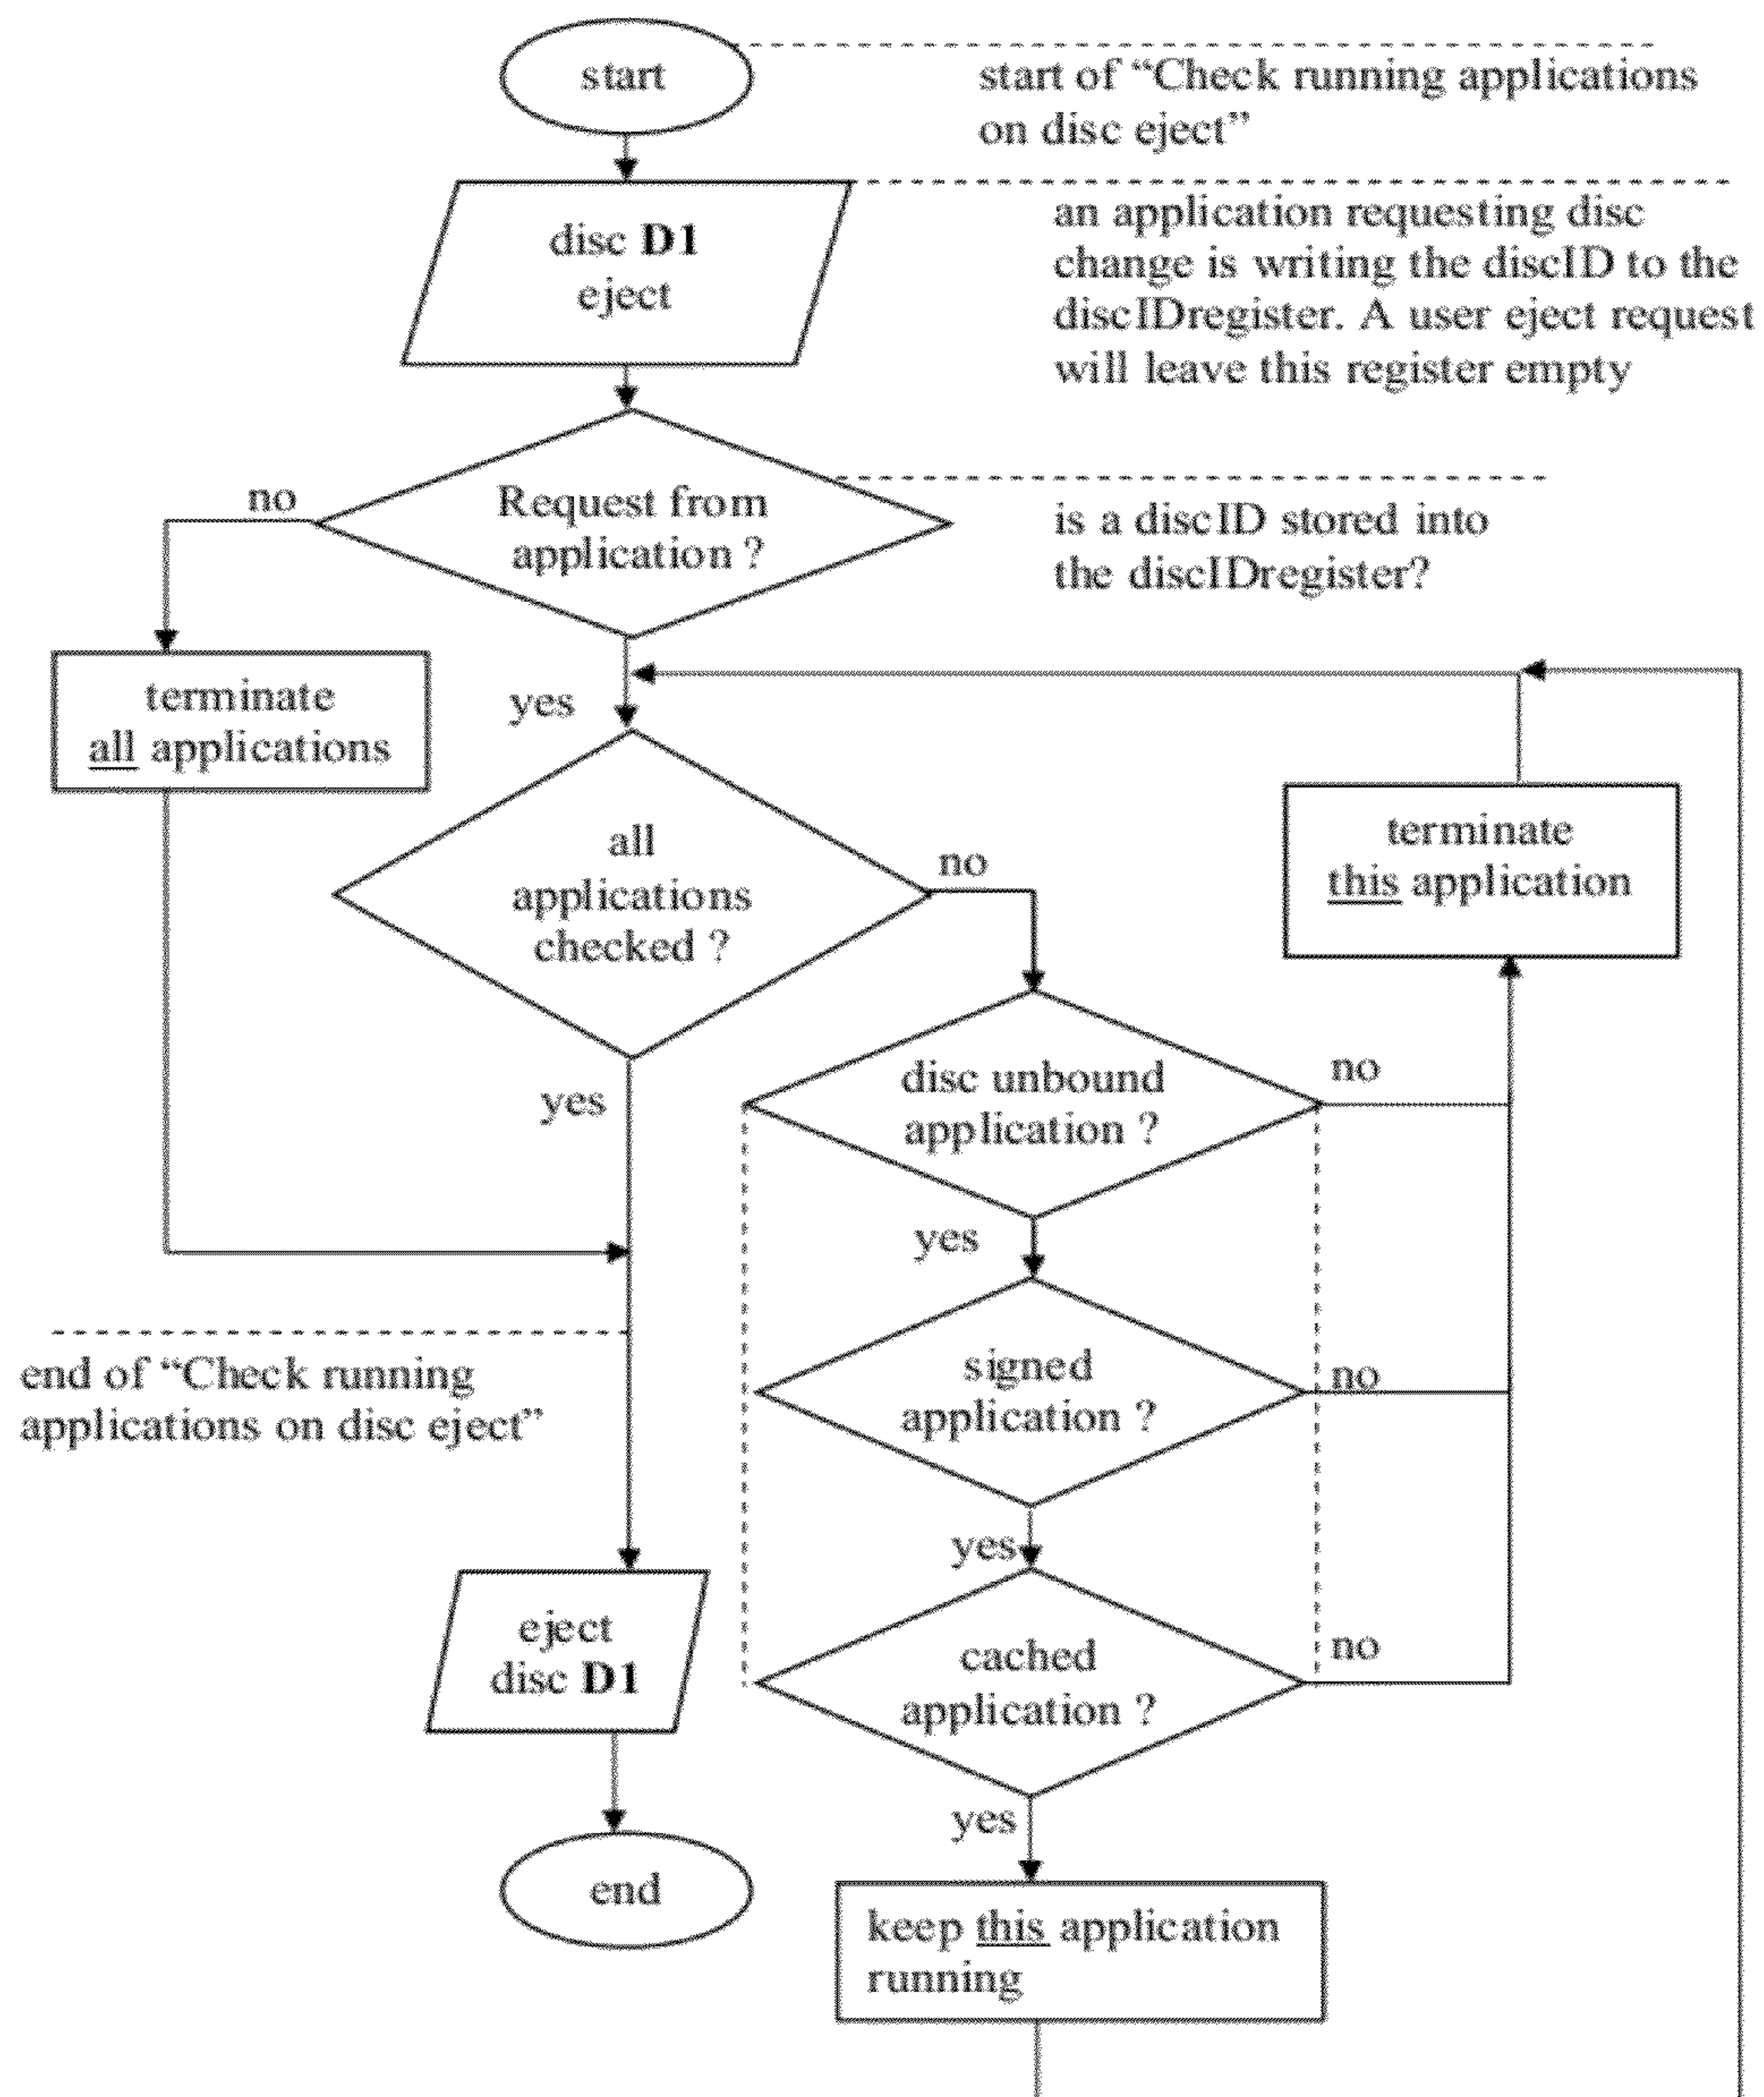 start
start of “Check running applications
on disc eject”
disc D1
eject
an application requesting disc
change is writing the discID to the
discIDregister. A user eject request
will leave this register empty
no
Request from
application ?
is a discID stored into
the discIDregister?
yes
terminate
all applications
all
applications
checked ?
no
terminate
this application
yes
disc unbound
application ?
no
yes
end of “Check running
applications on disc eject”
signed
application ?
no
yes
eject
disc D1
cached
application ?
no
yes
end
keep this application
running